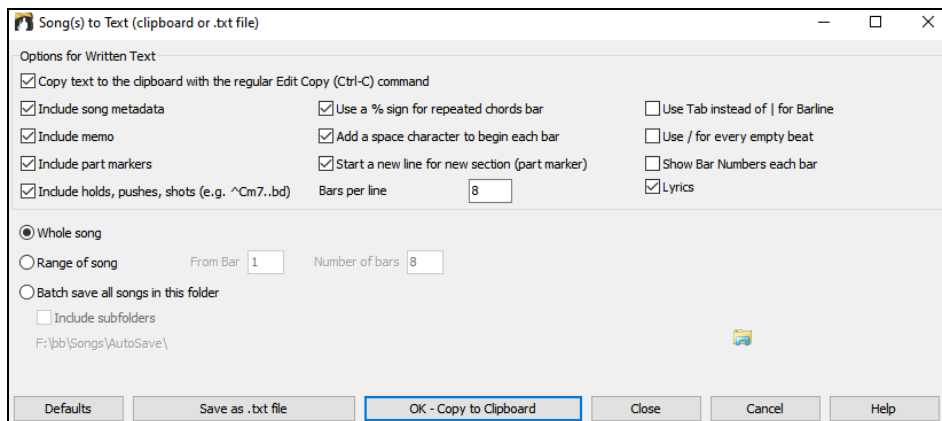 Song(s) to Text (clipboard or .txt file)
Options for Written Text
Copy text to the clipboard with the regular Edit Copy (Ctrl-C) command
Include song metadata Use a % sign for repeated chords bar Use Tab instead of | for Barline
Include memo Add a space character to begin each bar Use / for every empty beat
Include part markers Start a new line for new section (part marker) Show Bar Numbers each bar
Include holds, pushes, shots (e.g. ^Cm7..bd) Bars per line 8 Lyrics
Whole song
Range of song From Bar 1 Number of bars 8
Batch save all songs in this folder
Include subfolders
F:\bb\Songs\AutoSave\
Defaults Save as .txt file OK - Copy to Clipboard Close Cancel Help